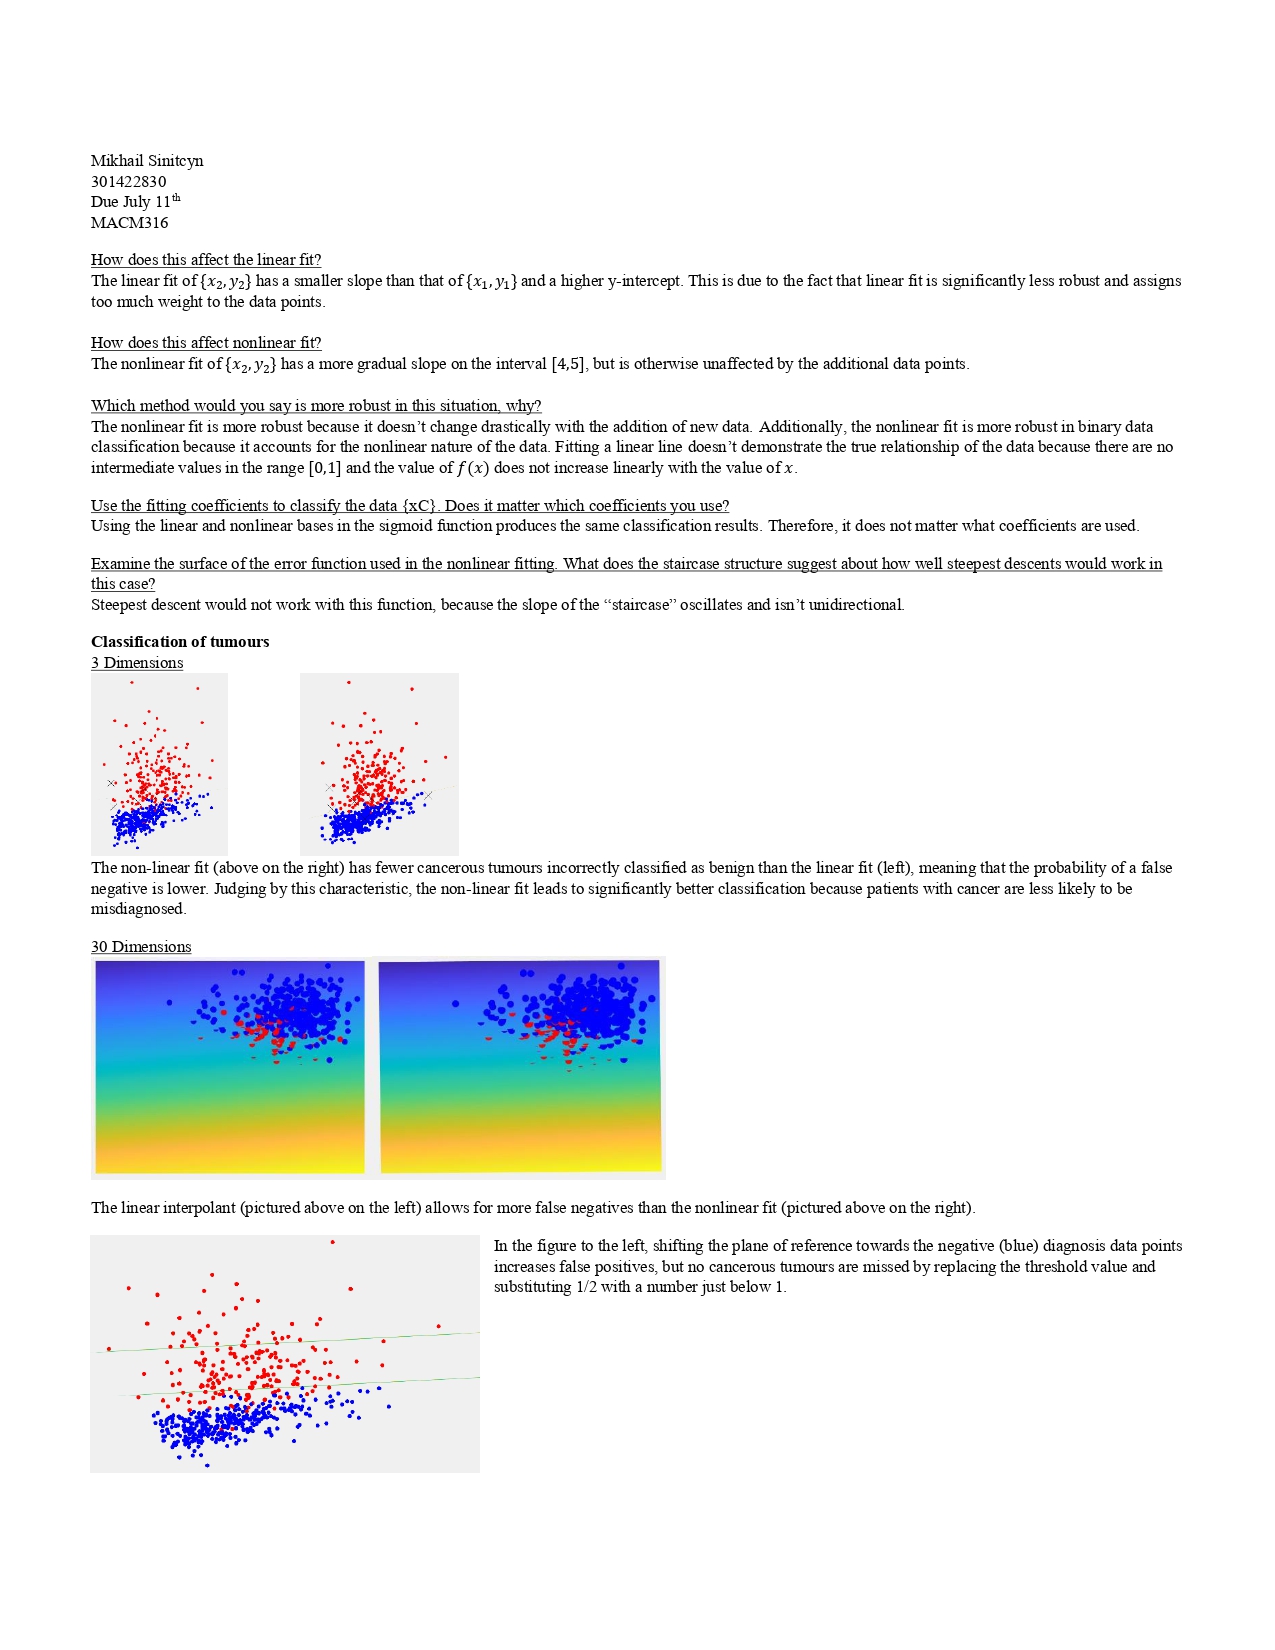 Mikhail Sinitcyn
301422830
Due July 11th
MACM316
How does this affect the linear fit?
The linear fit of {x₂, y₂} has a smaller slope than that of {x₁, y₁} and a higher y-intercept. This is due to the fact that linear fit is significantly less robust and assigns
too much weight to the data points.
How does this affect nonlinear fit?
The nonlinear fit of {x₂, y₂} has a more gradual slope on the interval [4,5], but is otherwise unaffected by the additional data points.
Which method would you say is more robust in this situation, why?
The nonlinear fit is more robust because it doesn’t change drastically with the addition of new data. Additionally, the nonlinear fit is more robust in binary data
classification because it accounts for the nonlinear nature of the data. Fitting a linear line doesn’t demonstrate the true relationship of the data because there are no
intermediate values in the range [0,1] and the value of f(x) does not increase linearly with the value of x.
Use the fitting coefficients to classify the data {xC}. Does it matter which coefficients you use?
Using the linear and nonlinear bases in the sigmoid function produces the same classification results. Therefore, it does not matter what coefficients are used.
Examine the surface of the error function used in the nonlinear fitting. What does the staircase structure suggest about how well steepest descents would work in
this case?
Steepest descent would not work with this function, because the slope of the “staircase” oscillates and isn’t unidirectional.
Classification of tumours
3 Dimensions
The non-linear fit (above on the right) has fewer cancerous tumours incorrectly classified as benign than the linear fit (left), meaning that the probability of a false
negative is lower. Judging by this characteristic, the non-linear fit leads to significantly better classification because patients with cancer are less likely to be
misdiagnosed.
30 Dimensions
The linear interpolant (pictured above on the left) allows for more false negatives than the nonlinear fit (pictured above on the right).
In the figure to the left, shifting the plane of reference towards the negative (blue) diagnosis data points
increases false positives, but no cancerous tumours are missed by replacing the threshold value and
substituting 1/2 with a number just below 1.